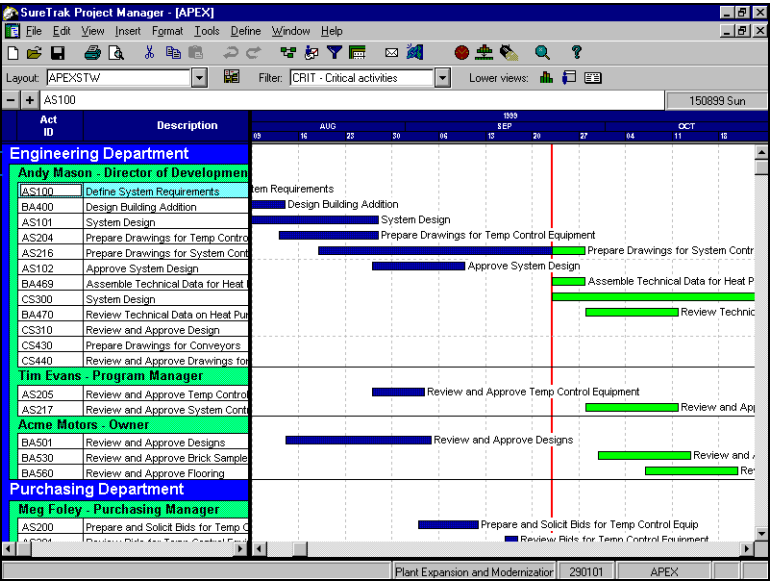 SureTrak Project Manager - [APEX]
File Edit View Insert Format Tools Define Window Help
Layout: APEXSTW Filter: CRIT - Critical activities Lower views:
- + AS100 150899 Sun
Act ID Description
1999
AUG SEP OCT
09 16 23 30 06 13 20 27 04 11 18
Engineering Department
Andy Mason - Director of Developmen
AS100 Define System Requirements tem Requirements
BA400 Design Building Addition Design Building Addition
AS101 System Design System Design
AS204 Prepare Drawings for Temp Contro Prepare Drawings for Temp Control Equipment
AS216 Prepare Drawings for System Cont Prepare Drawings for System Contr
AS102 Approve System Design Approve System Design
BA469 Assemble Technical Data for Heat Assemble Technical Data for Heat P
CS300 System Design
BA470 Review Technical Data on Heat Pur Review Technic
CS310 Review and Approve Design
CS430 Prepare Drawings for Conveyors
CS440 Review and Approve Drawings for
Tim Evans - Program Manager
AS205 Review and Approve Temp Control Review and Approve Temp Control Equipment
AS217 Review and Approve System Conti Review and App
Acme Motors - Owner
BA501 Review and Approve Designs Review and Approve Designs
BA530 Review and Approve Brick Sample Review and
BA560 Review and Approve Flooring Rev
Purchasing Department
Meg Foley - Purchasing Manager
AS200 Prepare and Solicit Bids for Temp C Prepare and Solicit Bids for Temp Control Equip
AS201 Review Bids for Temp Control Equi Review Bids for Temp Control Equipment
Plant Expansion and Modernization 290101 APEX